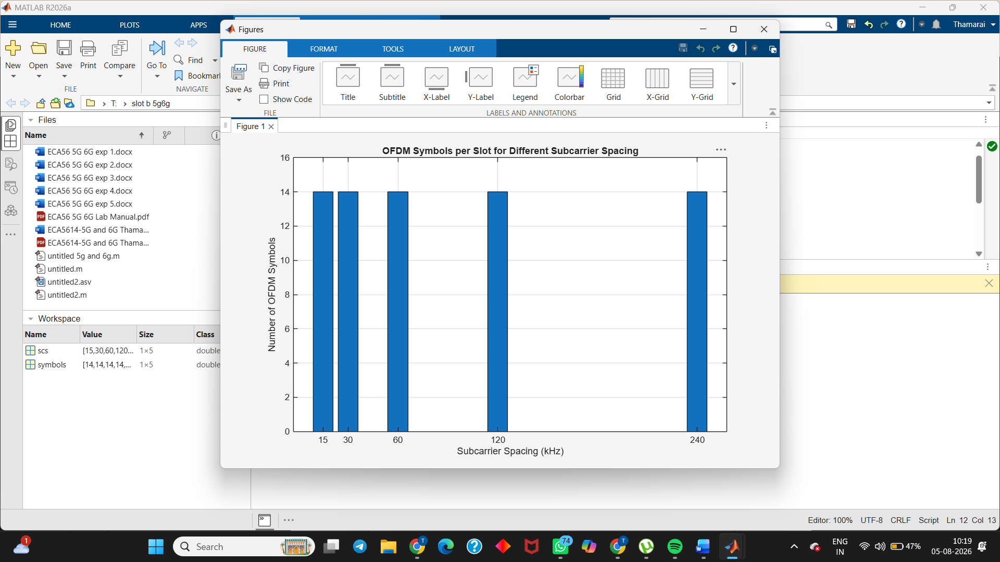 MATLAB R2026a
HOME PLOTS APPS
Thamarai
New Open Save Print Compare Go To
Find
Bookmar
FILE NAVIGATE
T: slot b 5g6g
Figures
FIGURE FORMAT TOOLS LAYOUT
Save As
Copy Figure
Print
Show Code
FILE
Title Subtitle X-Label Y-Label Legend Colorbar Grid X-Grid Y-Grid
LABELS AND ANNOTATIONS
Figure 1
Files
Name
ECA56 5G 6G exp 1.docx
ECA56 5G 6G exp 2.docx
ECA56 5G 6G exp 3.docx
ECA56 5G 6G exp 4.docx
ECA56 5G 6G exp 5.docx
ECA56 5G 6G Lab Manual.pdf
ECA5614-5G and 6G Thama...
ECA5614-5G and 6G Thama...
untitled 5g and 6g.m
untitled.m
untitled2.asv
untitled2.m
Workspace
Name Value Size Class
scs [15,30,60,120... 1×5 double
symbols [14,14,14,14,... 1×5 double
OFDM Symbols per Slot for Different Subcarrier Spacing
16
14
12
10
8
6
4
2
0
Number of OFDM Symbols
15 30 60 120 240
Subcarrier Spacing (kHz)
Editor: 100% UTF-8 CRLF Script Ln 12 Col 13
1
Search
74
ENG
IN
47%
10:19
05-08-2026